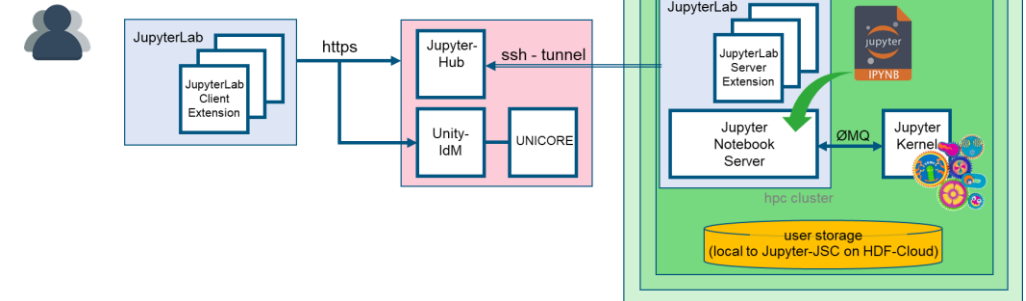 JupyterLab
JupyterLab
Client
Extension
https
Jupyter-
Hub
ssh - tunnel
Unity-
IdM
UNICORE
JupyterLab
JupyterLab
Server
Extension
jupyter
IPYNB
Jupyter
Notebook
Server
ØMQ
Jupyter
Kernel
hpc cluster
user storage
(local to Jupyter-JSC on HDF-Cloud)